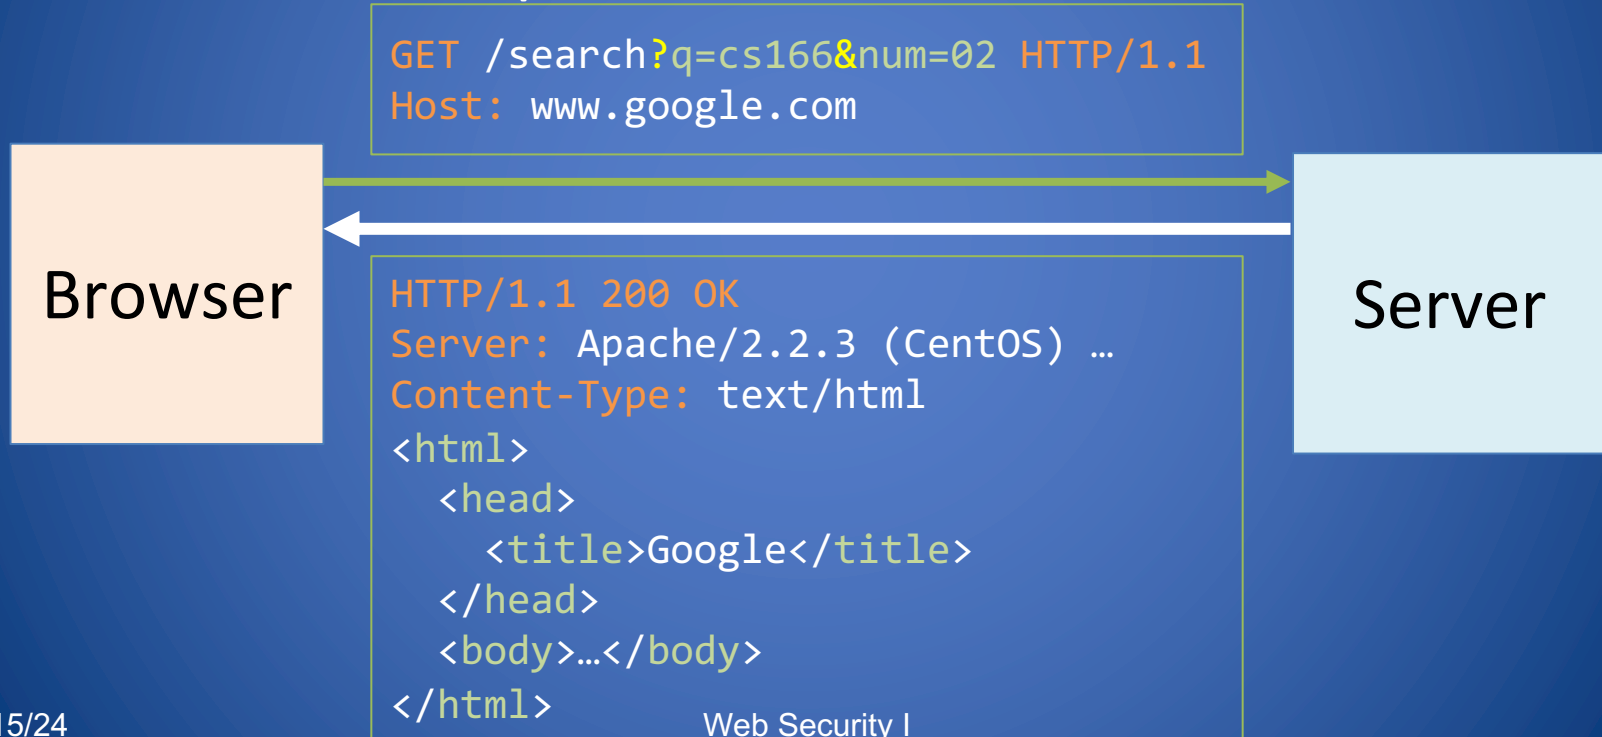 GET /search?q=cs166&num=02 HTTP/1.1
Host: www.google.com
Browser
Server
HTTP/1.1 200 OK
Server: Apache/2.2.3 (CentOS) …
Content-Type: text/html
<html>
<head>
<title>Google</title>
</head>
<body>…</body>
</html>
5/24
Web Security I